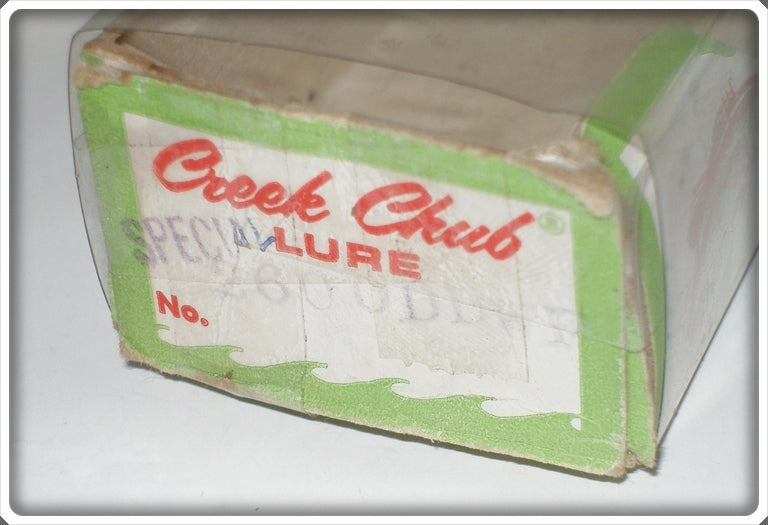 Creek Chub ®
SPECIAL
LURE
No.